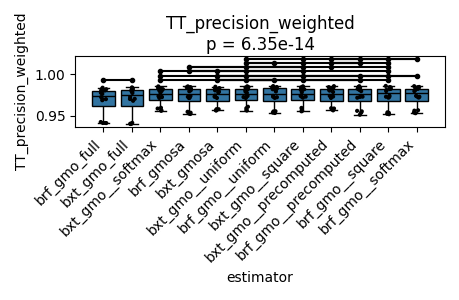 TT_precision_weighted
p = 6.35e-14
TT_precision_weighted
1.00
0.95
brf_gmo_full
bxt_gmo_full
bxt_gmo__softmax
brf_gmosa
bxt_gmosa
bxt_gmo__uniform
brf_gmo__uniform
bxt_gmo__square
bxt_gmo__precomputed
brf_gmo__precomputed
brf_gmo__square
brf_gmo__softmax
estimator